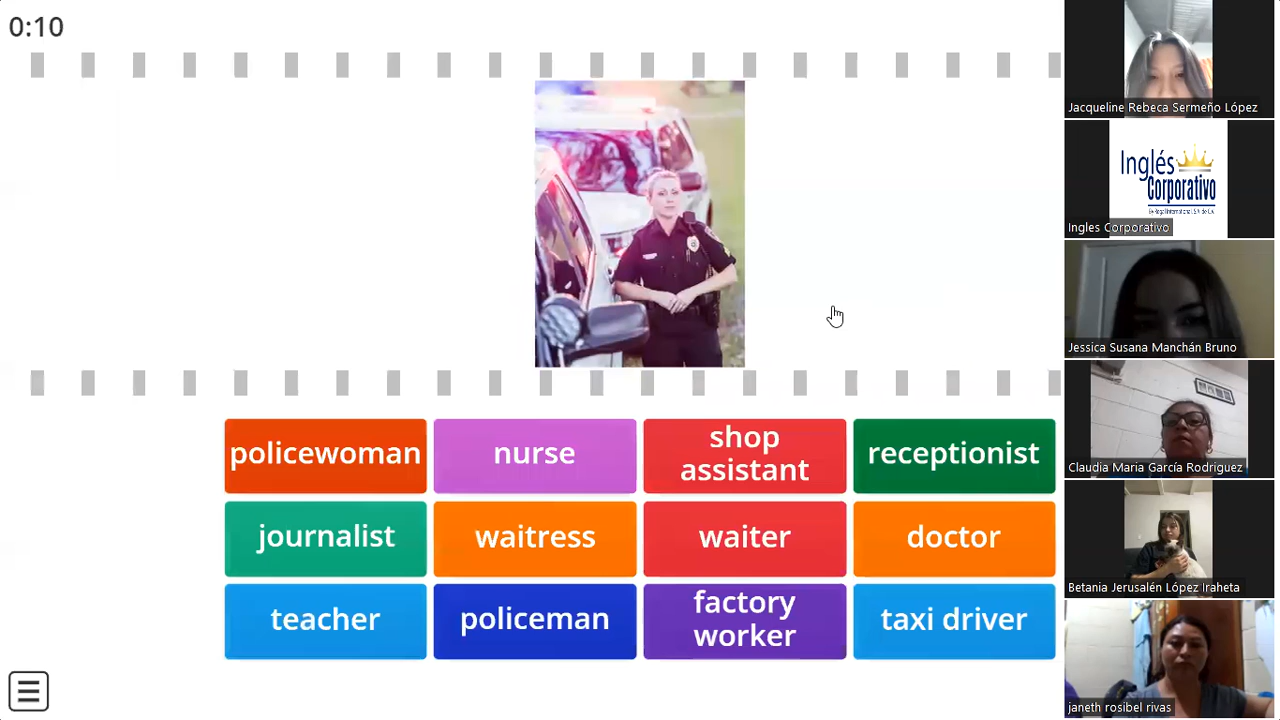 0:10
policewoman
nurse
shop
assistant
receptionist
journalist
waitress
waiter
doctor
teacher
policeman
factory
worker
taxi driver
Jacqueline Rebeca Sermeño López
Inglés
Corporativo
Ingles Corporativo
Jessica Susana Manchán Bruno
Claudia Maria García Rodriguez
Betania Jerusalén López Iraheta
janeth rosibel rivas